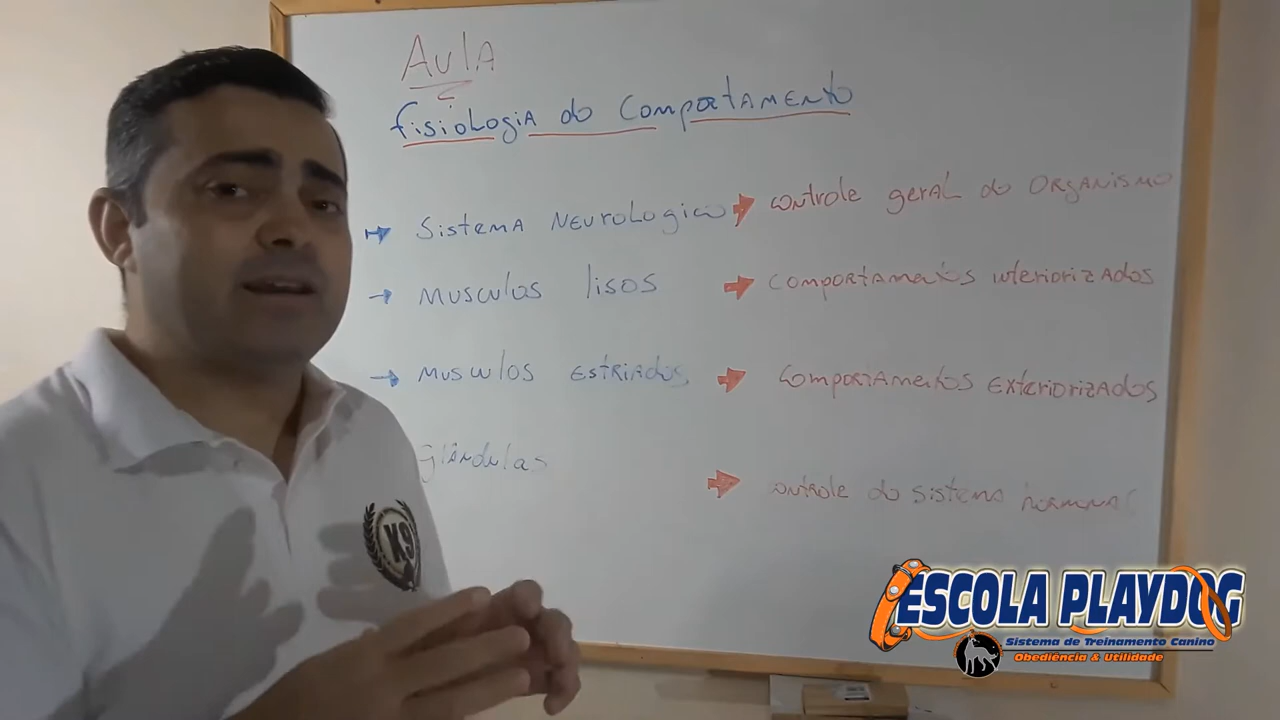 Aula
Fisiologia do Comportamento
Sistema Neurologico → controle geral do Organismo
Musculos lisos → Comportamentos interiorizados
Musculos Estriados → Comportamentos Exteriorizados
Glândulas → controle do sistema hormonal
K9
ESCOLA PLAYDOG
Sistema de Treinamento Canino
Obediência & Utilidade